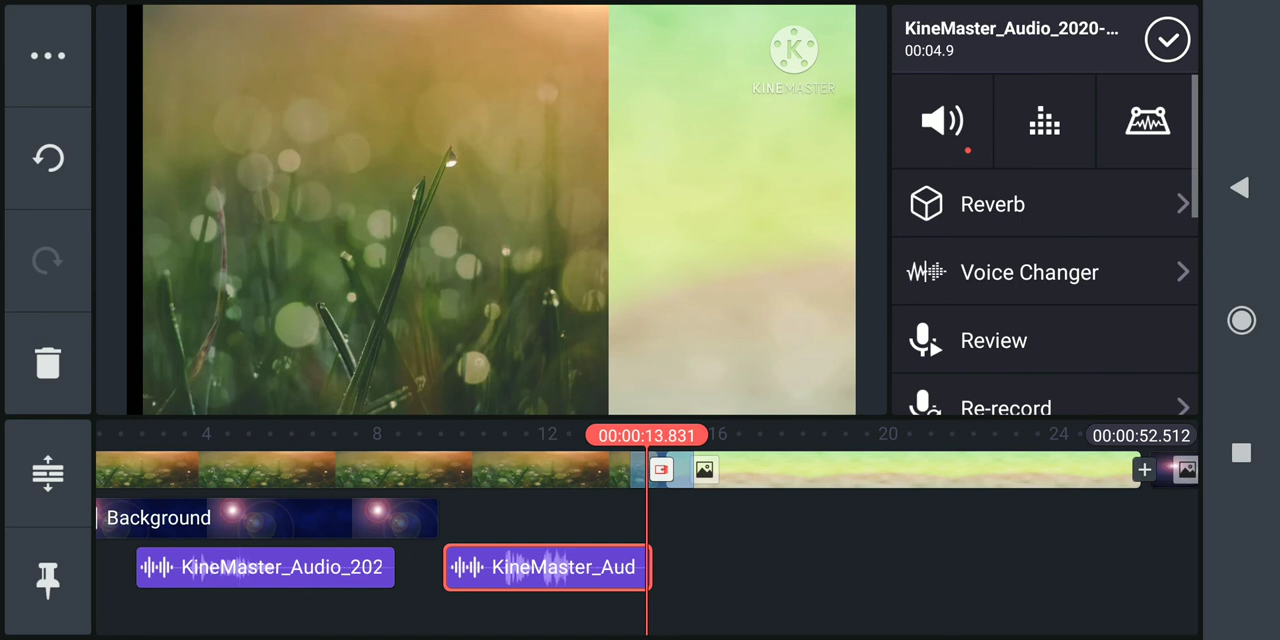 KineMaster_Audio_2020-...
00:04.9
K
KINEMASTER
Reverb
Voice Changer
Review
Re-record
4
8
12
00:00:13.831
16
20
24
00:00:52.512
Background
KineMaster_Audio_202
KineMaster_Aud